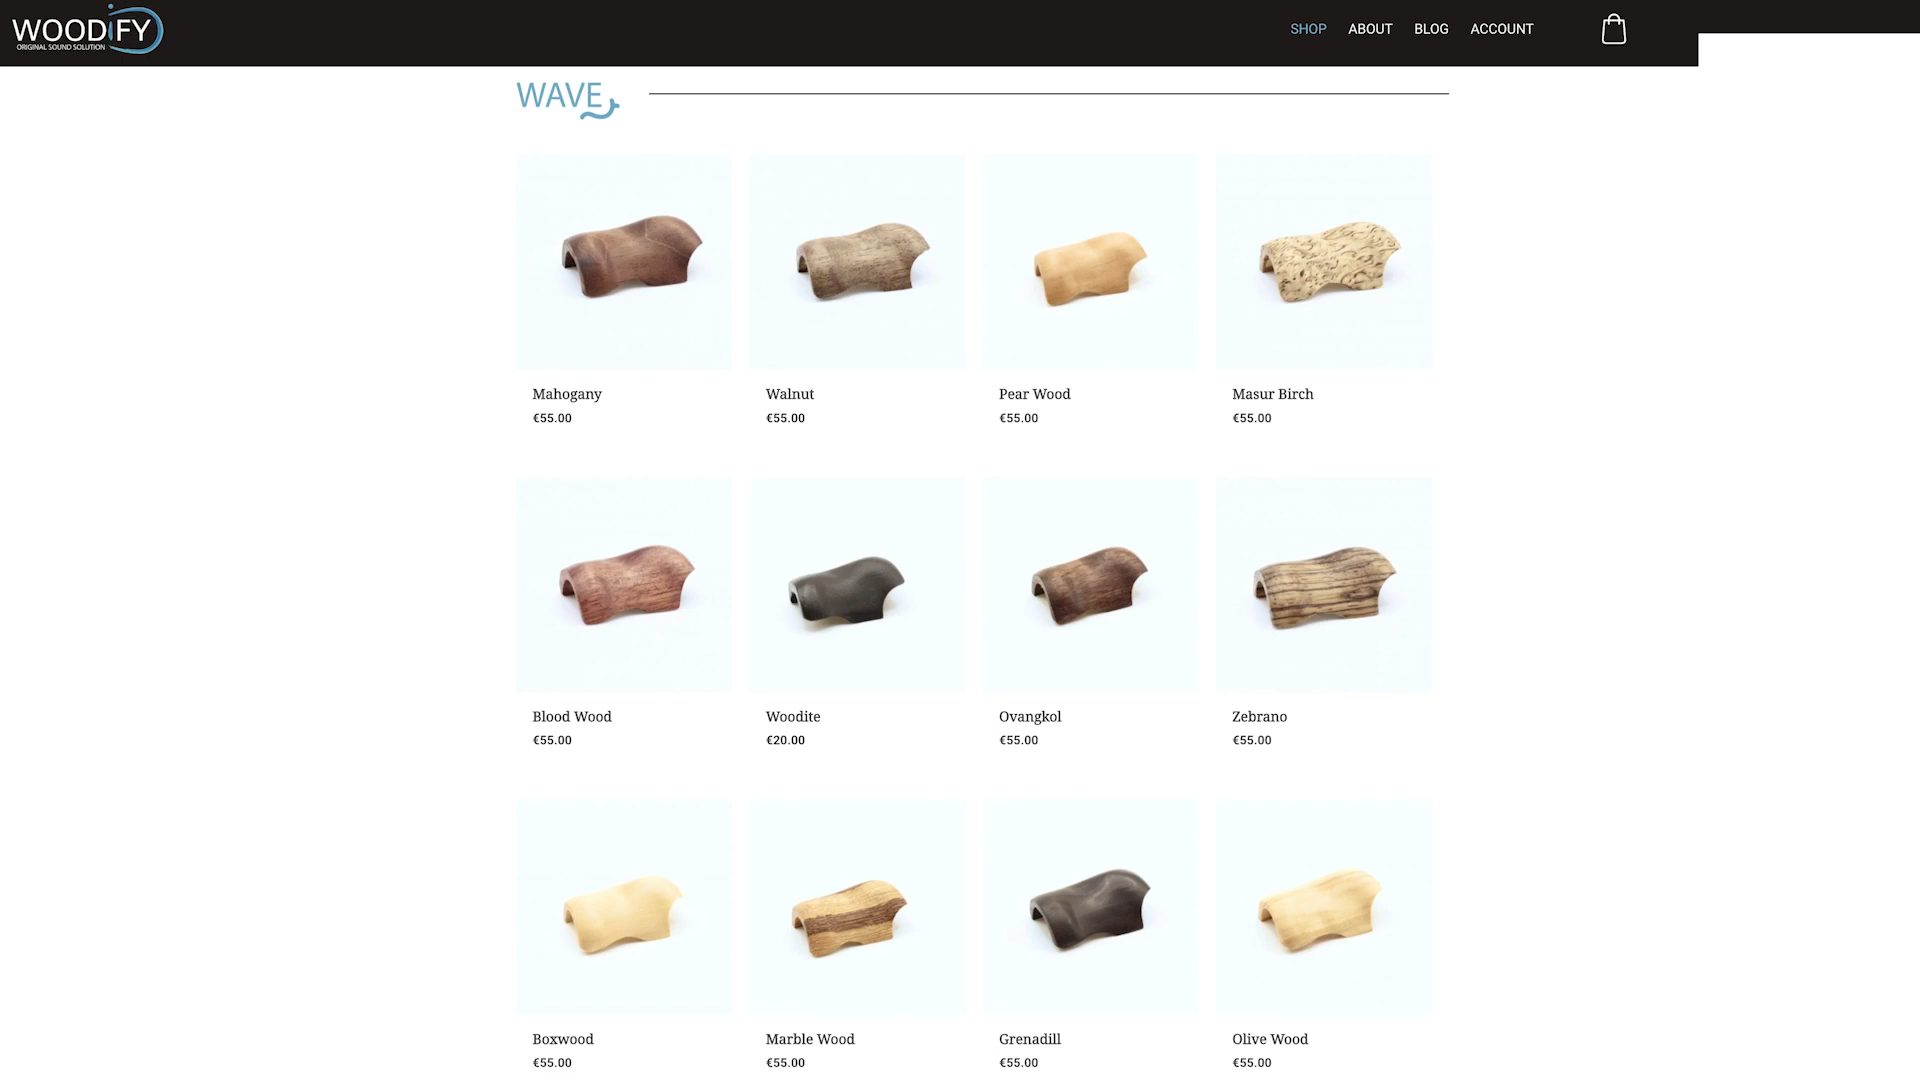 WOODiFY
ORIGINAL SOUND SOLUTION
SHOP ABOUT BLOG ACCOUNT
WAVE
Mahogany Walnut Pear Wood Masur Birch
€55.00 €55.00 €55.00 €55.00
Blood Wood Woodite Ovangkol Zebrano
€55.00 €20.00 €55.00 €55.00
Boxwood Marble Wood Grenadill Olive Wood
€55.00 €55.00 €55.00 €55.00